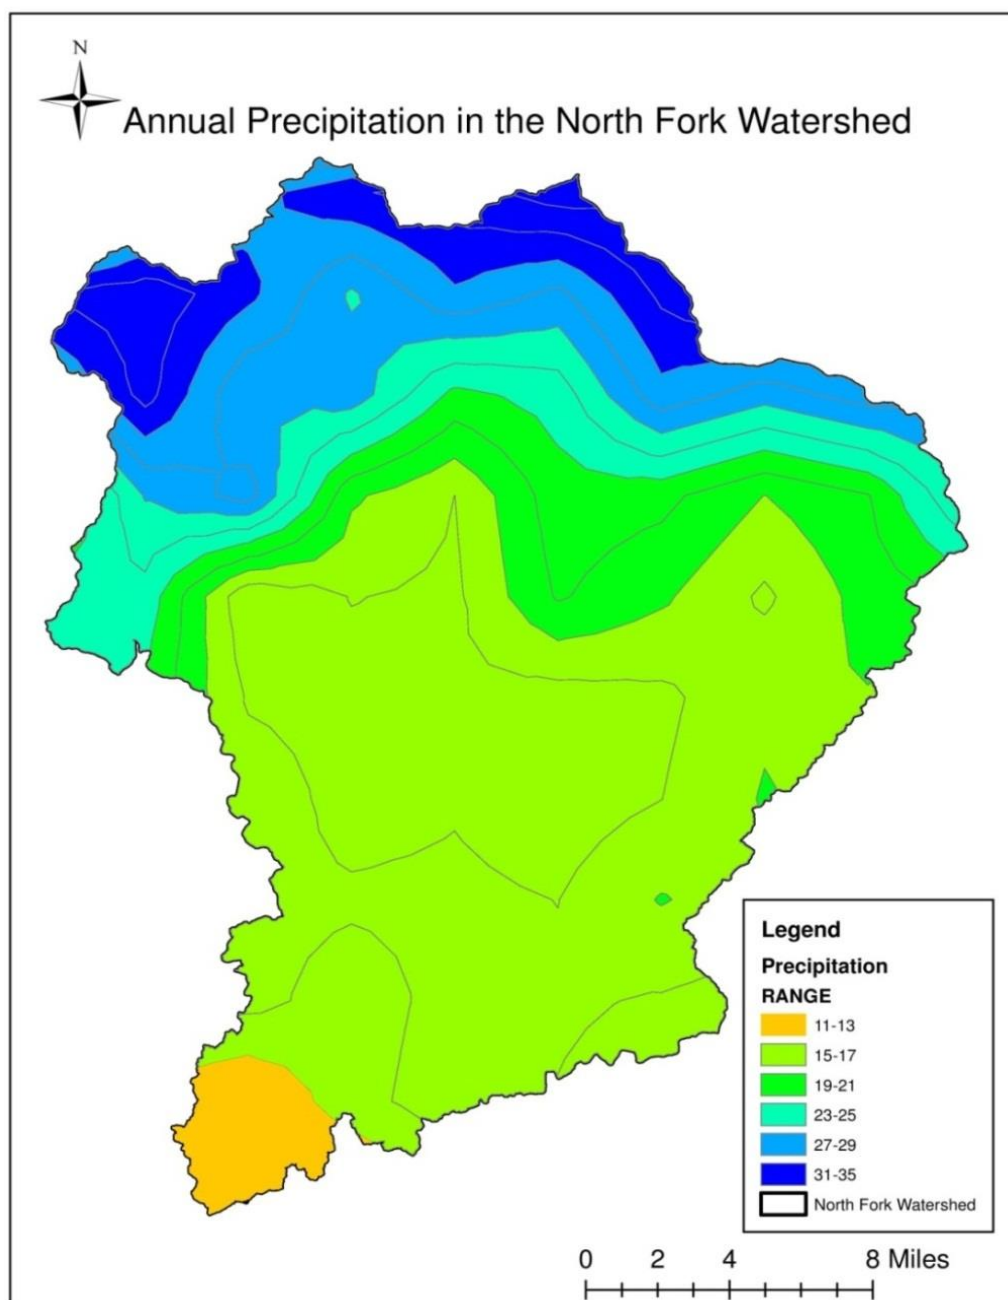 N
Annual Precipitation in the North Fork Watershed
Legend
Precipitation
RANGE
11-13
15-17
19-21
23-25
27-29
31-35
North Fork Watershed
0 2 4 8 Miles